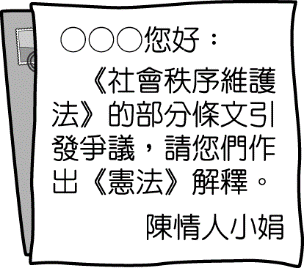 ○○○您好：
《社會秩序維護
法》的部分條文引
發爭議，請您們作
出《憲法》解釋。
陳情人小娟